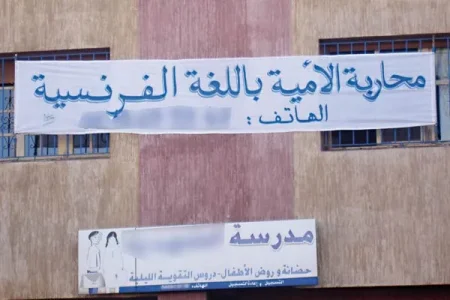 محاربة الأمية باللغة الفرنسية
الهاتف :
مدرسة
حضانة و روض الأطفال - دروس التقوية الليلية